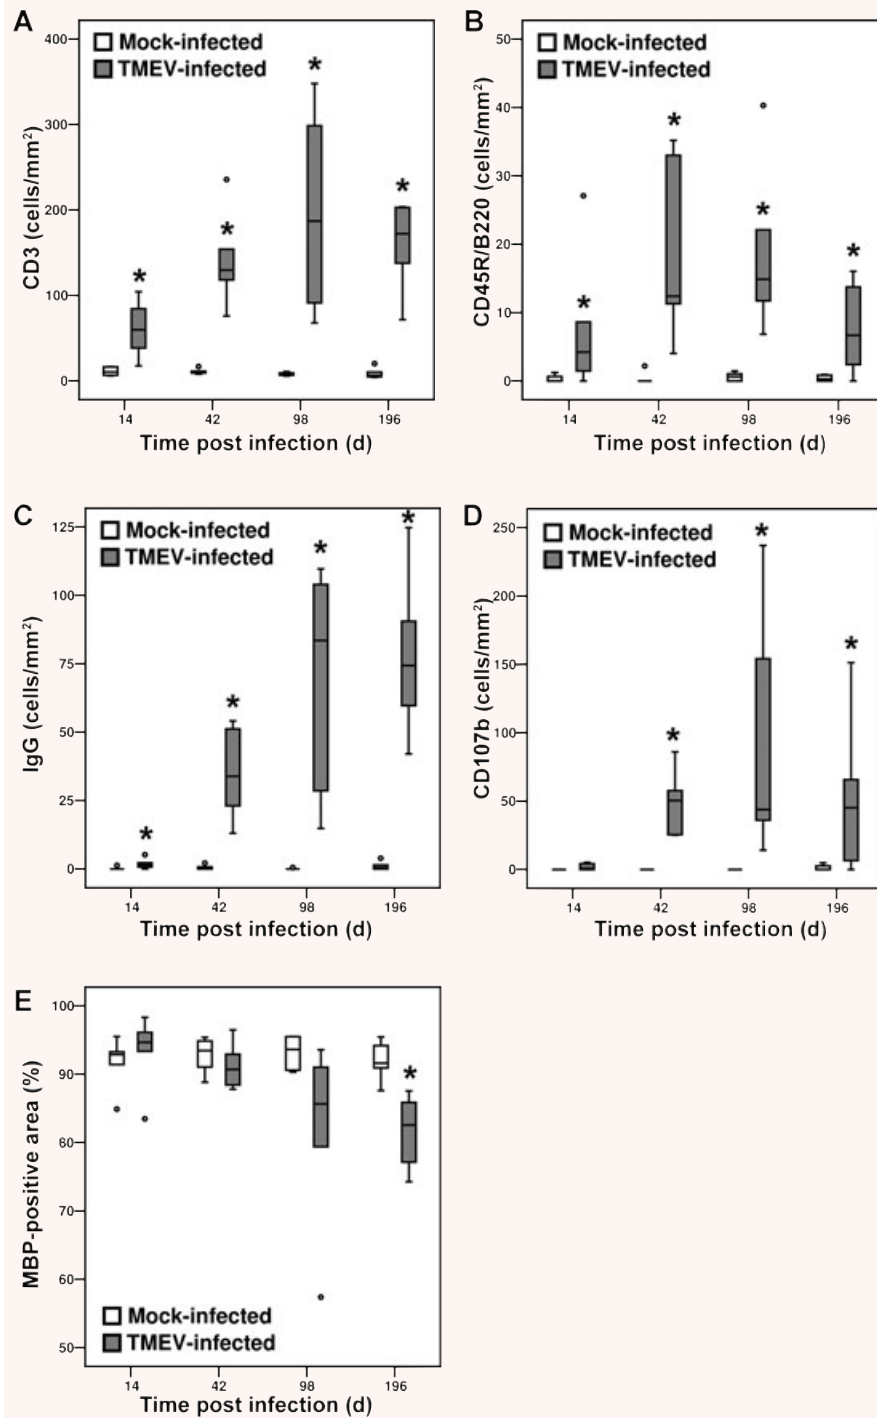 A
Mock-infected
TMEV-infected
CD3 (cells/mm²)
400
300
200
100
0
*
*
*
*
14 42 98 196
Time post infection (d)
B
Mock-infected
TMEV-infected
CD45R/B220 (cells/mm²)
50
40
30
20
10
0
*
*
*
*
14 42 98 196
Time post infection (d)
C
Mock-infected
TMEV-infected
IgG (cells/mm²)
125
100
75
50
25
0
*
*
*
*
14 42 98 196
Time post infection (d)
D
Mock-infected
TMEV-infected
CD107b (cells/mm²)
250
200
150
100
50
0
*
*
*
14 42 98 196
Time post infection (d)
E
MBP-positive area (%)
100
90
80
70
60
50
*
Mock-infected
TMEV-infected
14 42 98 196
Time post infection (d)